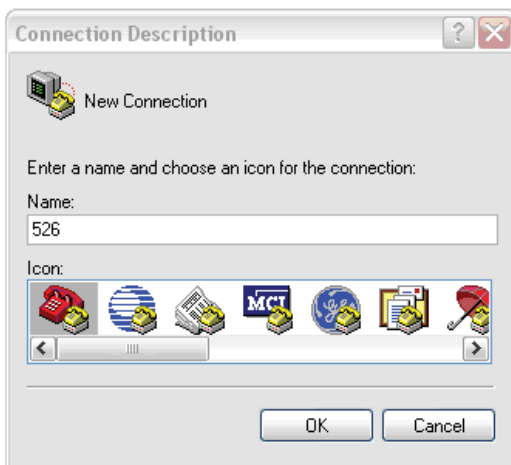 Connection Description
New Connection
Enter a name and choose an icon for the connection:
Name:
526
Icon:
MCI
OK Cancel